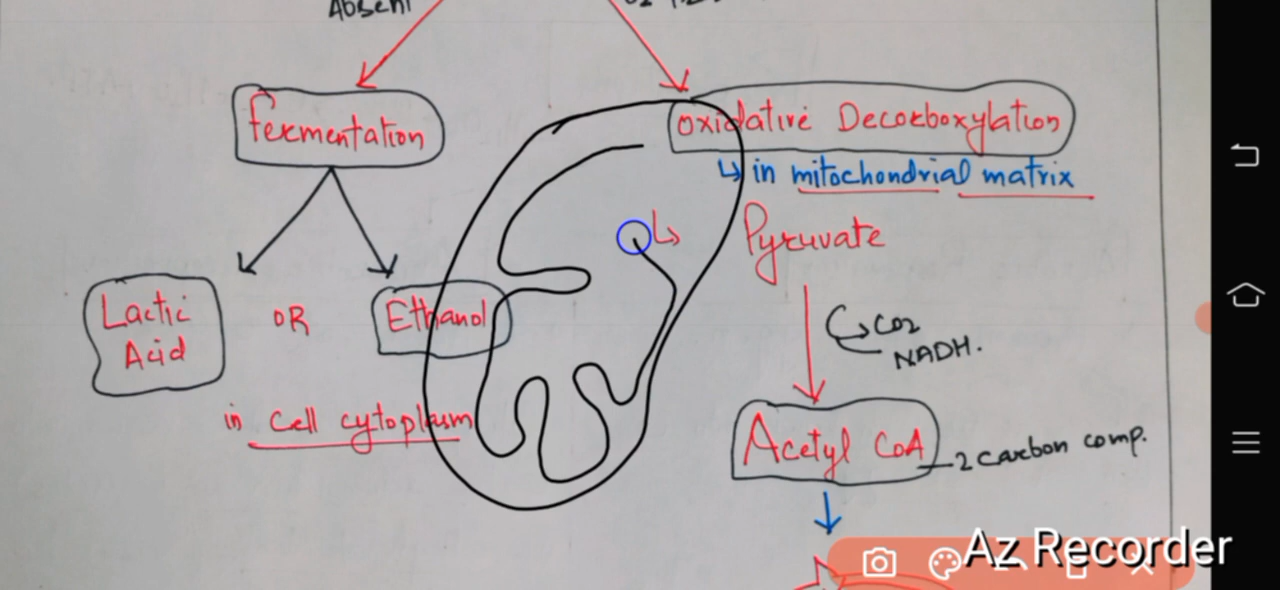 Absent
fermentation
oxidative Decarboxylation
↳ in mitochondrial matrix
↳ Pyruvate
Lactic
Acid
OR
Ethanol
CO2
NADH.
in cell cytoplasm
Acetyl CoA
2 carbon comp.
Az Recorder